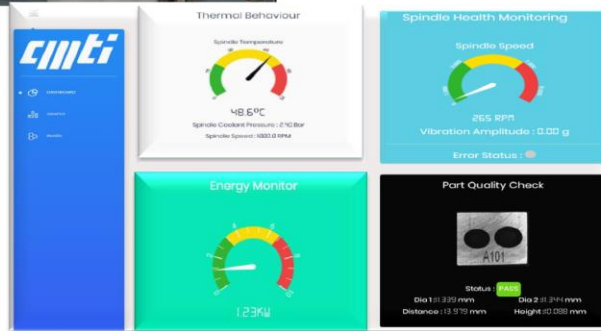 cmti
DASHBOARD
Thermal Behaviour
Spindle Temperature
48.6°C
Spindle Coolant Pressure : 2.40 Bar
Spindle Speed :
RPM
Spindle Health Monitoring
Spindle Speed
265 RPM
Vibration Amplitude : 0.00 g
Error Status :
Energy Monitor
1.23KW
Part Quality Check
A101
Status : PASS
Dia 1 :11.339 mm
Dia 2 :11.344 mm
Distance : 13.979 mm
Height :10.088 mm